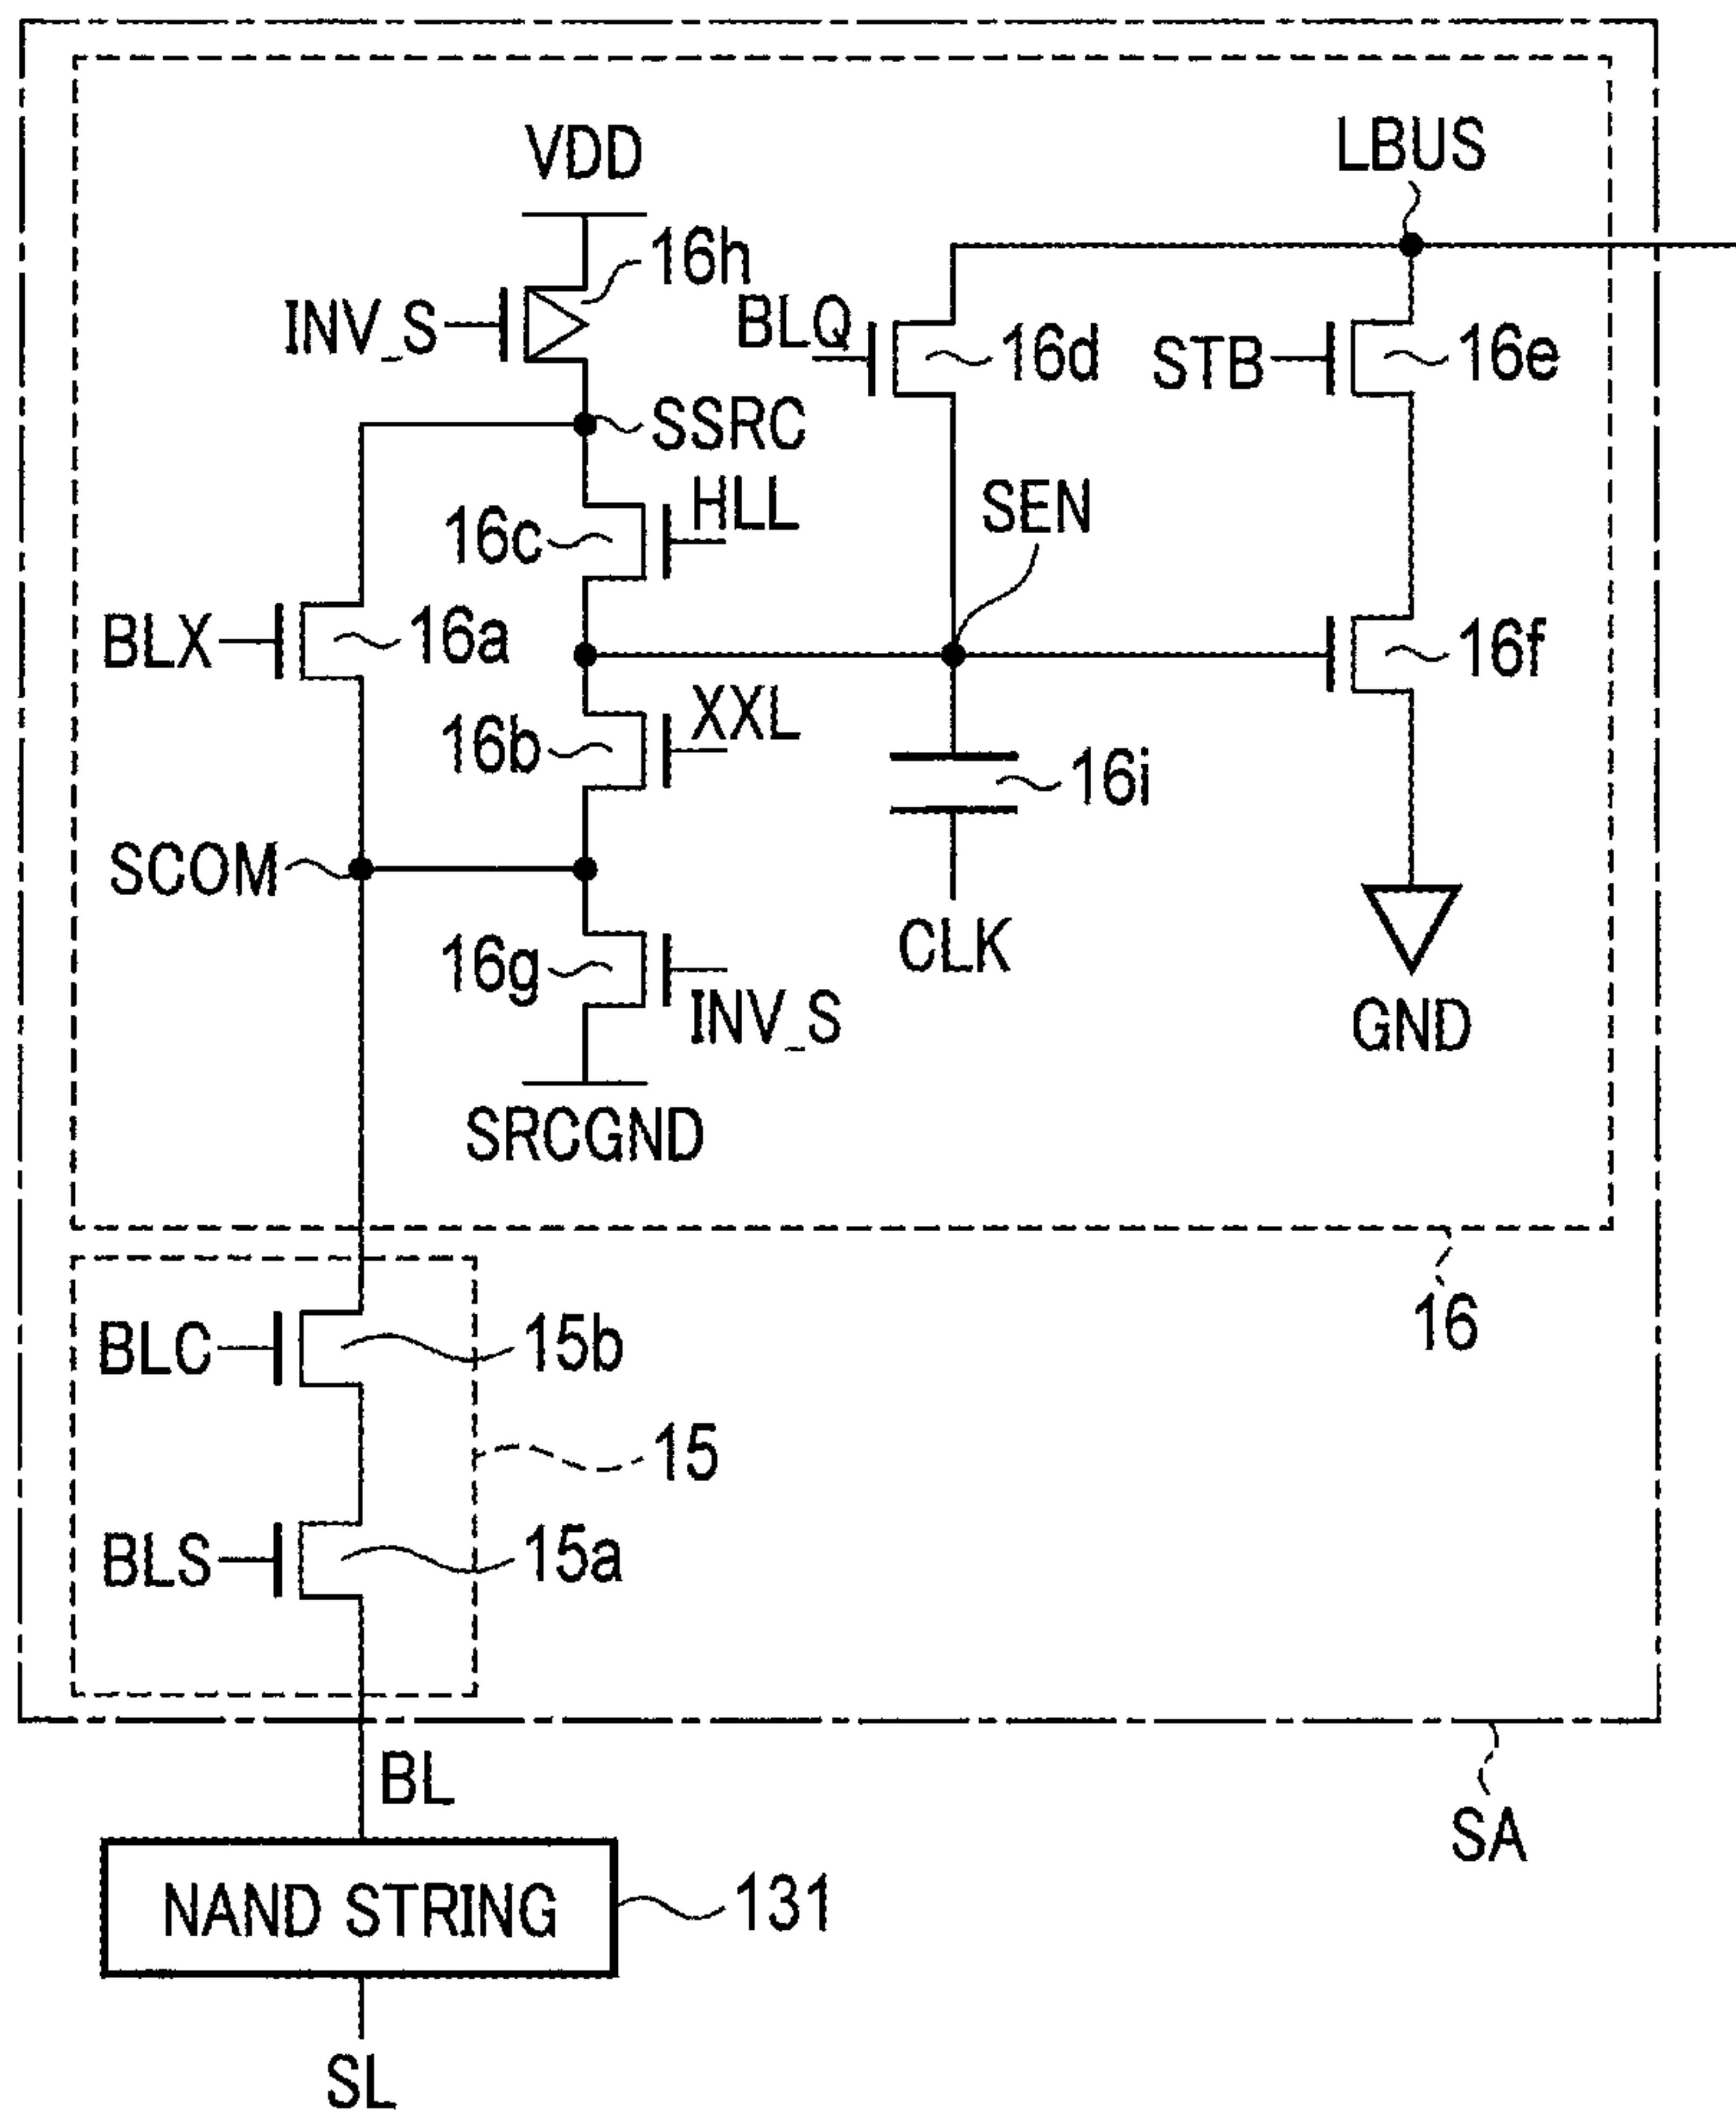 VDD
LBUS
16h
INV_S
BLQ
16d
STB
16e
SSRC
HLL
16c
SEN
BLX
16a
16f
XXL
16b
16i
SCOM
CLK
16g
INV_S
GND
SRCGND
16
BLC
15b
15
BLS
15a
BL
SA
NAND STRING
131
SL